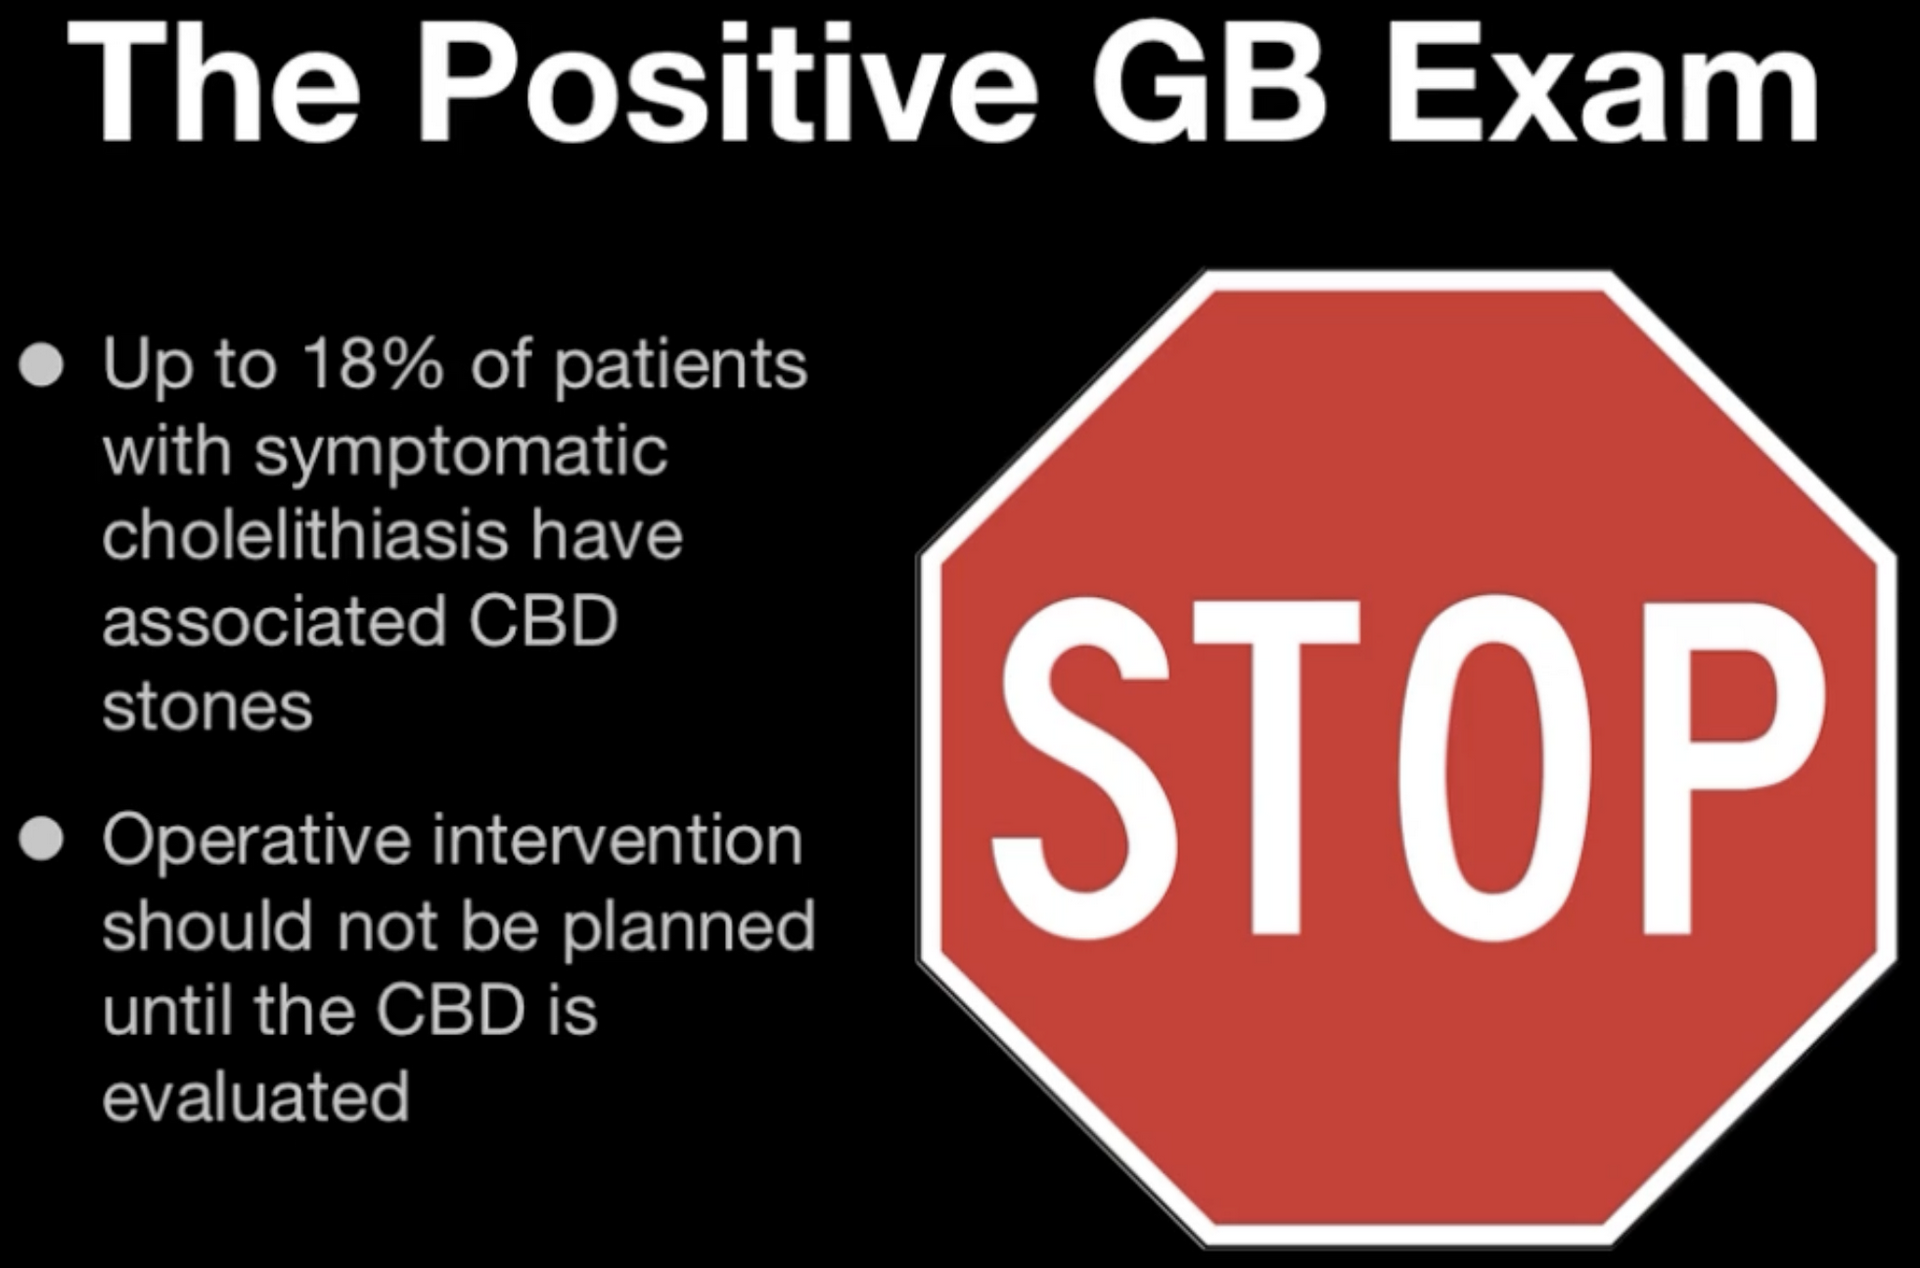 The Positive GB Exam
Up to 18% of patients
with symptomatic
cholelithiasis have
associated CBD
stones
Operative intervention
should not be planned
until the CBD is
evaluated
STOP